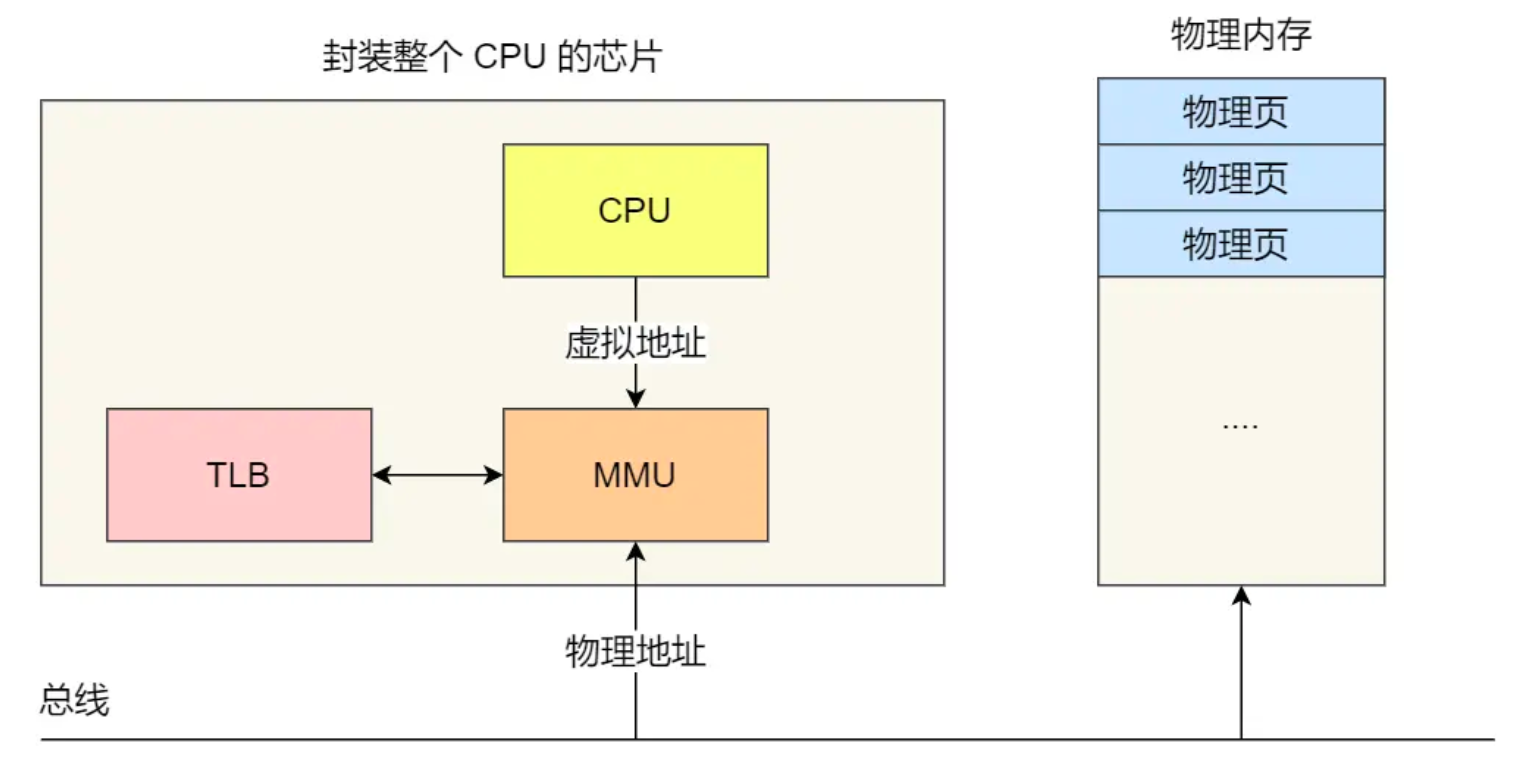 封装整个 CPU 的芯片
物理内存
物理页
物理页
物理页
CPU
虚拟地址
TLB
MMU
....
物理地址
总线